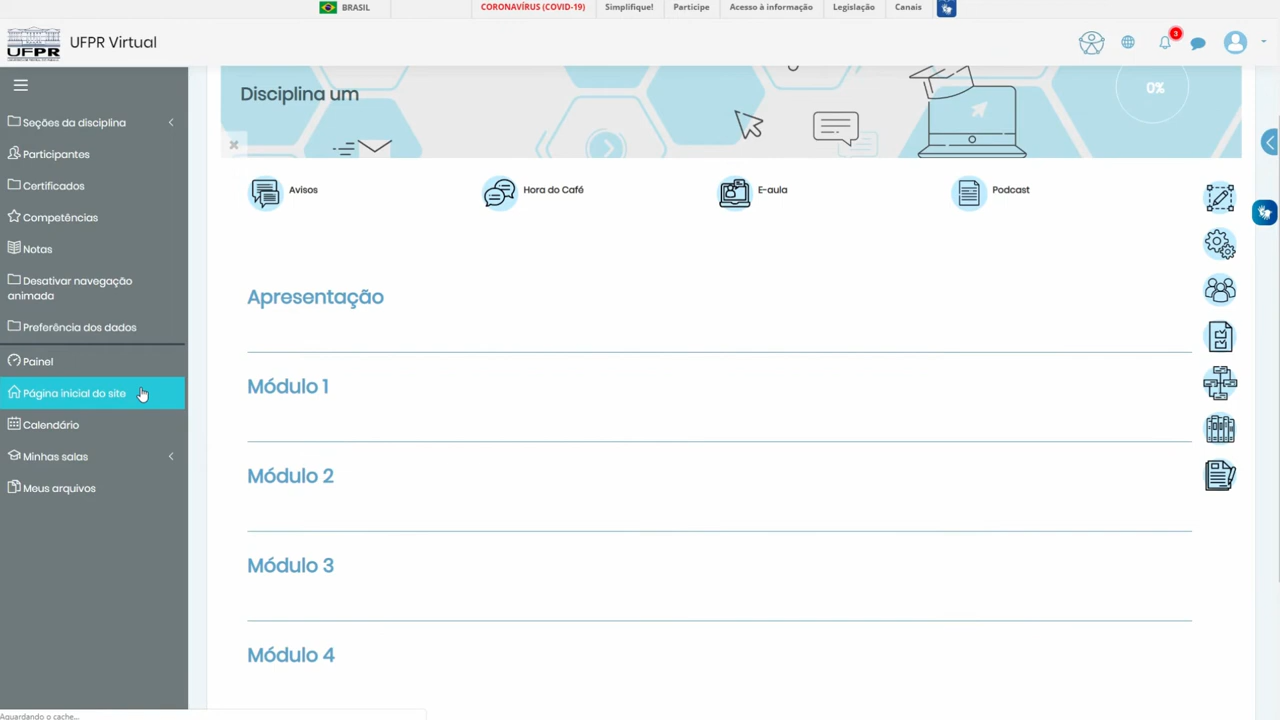 BRASIL
CORONAVÍRUS (COVID-19)
Simplifique!
Participe
Acesso à informação
Legislação
Canais
UFPR
UFPR Virtual
3
Seções da disciplina
Participantes
Certificados
Competências
Notas
Desativar navegação
animada
Preferência dos dados
Painel
Página inicial do site
Calendário
Minhas salas
Meus arquivos
Disciplina um
0%
Avisos
Hora do Café
E-aula
Podcast
Apresentação
Módulo 1
Módulo 2
Módulo 3
Módulo 4
Aguardando o cache...